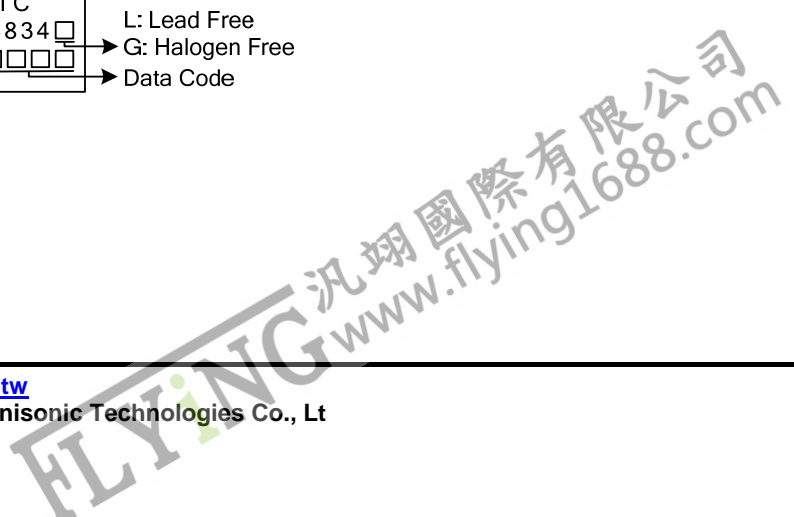 TC
834□
L: Lead Free
G: Halogen Free
□□□
Data Code
FLYiNG 汎翊國際有限公司
www.flying1688.com
tw
nisonic Technologies Co., Lt